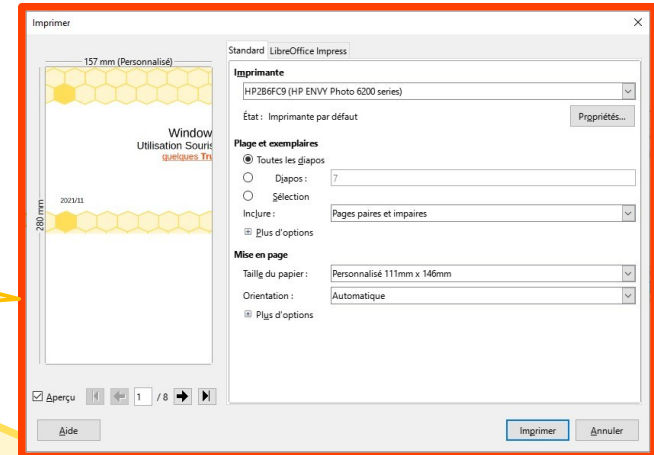 Imprimer
157 mm (Personnalisé)
280 mm
Window
Utilisation Souris
quelques Tru
2021/11
Aperçu 1 / 8
Standard LibreOffice Impress
Imprimante
HP2B6FC9 (HP ENVY Photo 6200 series)
État : Imprimante par défaut Propriétés...
Plage et exemplaires
Toutes les diapos
Diapos : 7
Sélection
Inclure : Pages paires et impaires
Plus d'options
Mise en page
Taille du papier : Personnalisé 111mm x 146mm
Orientation : Automatique
Plus d'options
Aide Imprimer Annuler